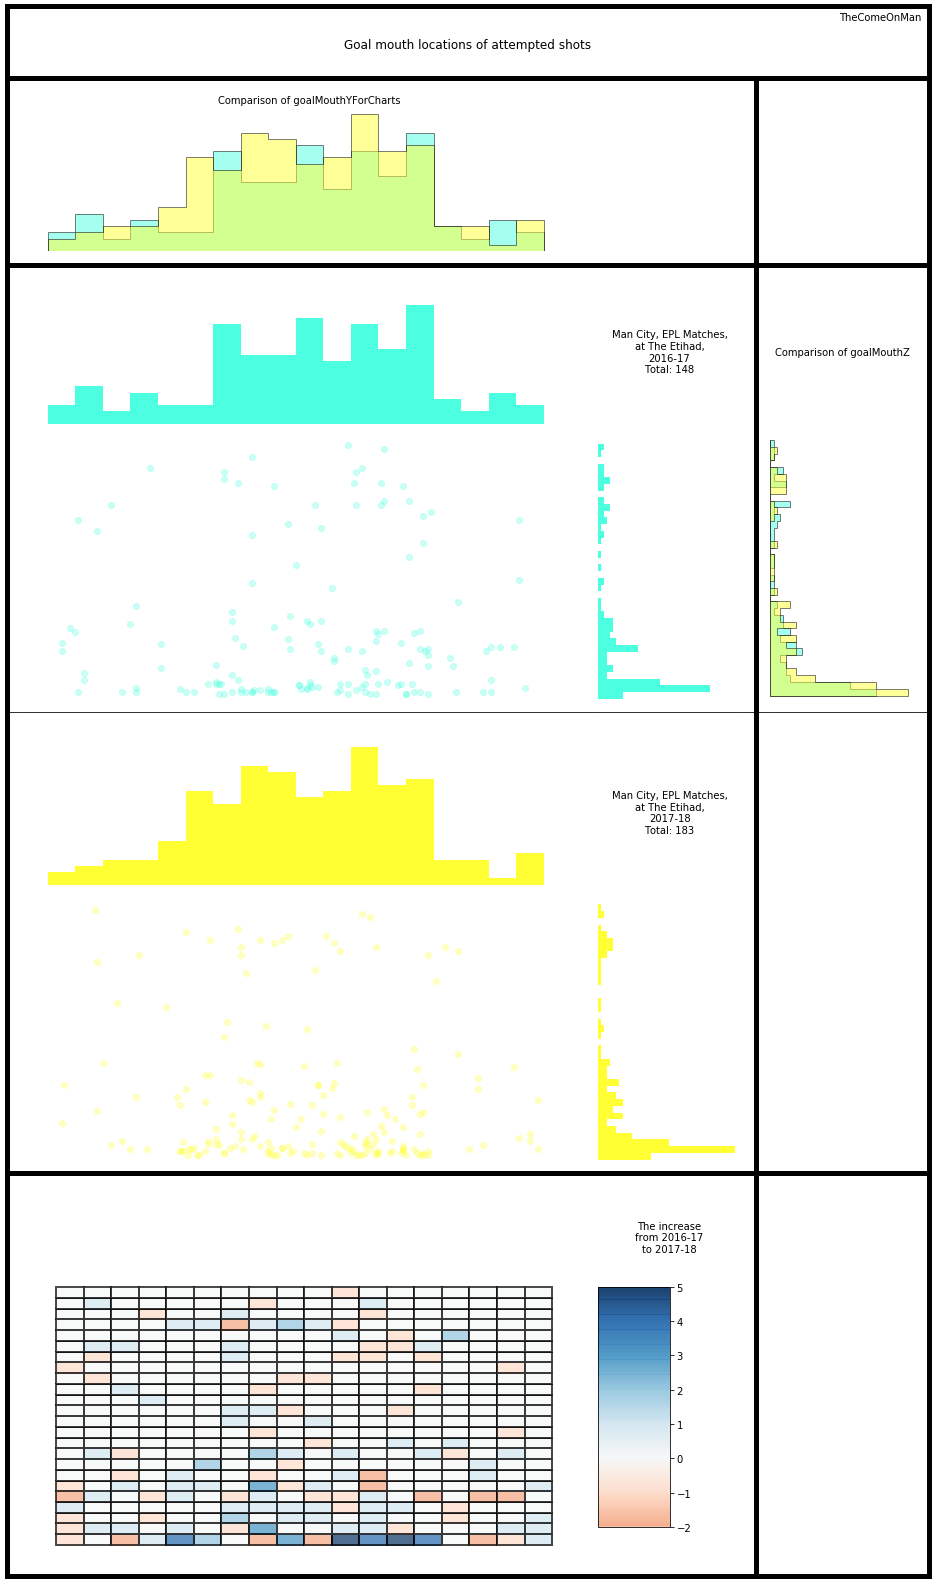 TheComeOnMan
Goal mouth locations of attempted shots
Comparison of goalMouthYForCharts
Man City, EPL Matches,
at The Etihad,
2016-17
Total: 148
Comparison of goalMouthZ
Man City, EPL Matches,
at The Etihad,
2017-18
Total: 183
The increase
from 2016-17
to 2017-18
5
4
3
2
1
0
−1
−2